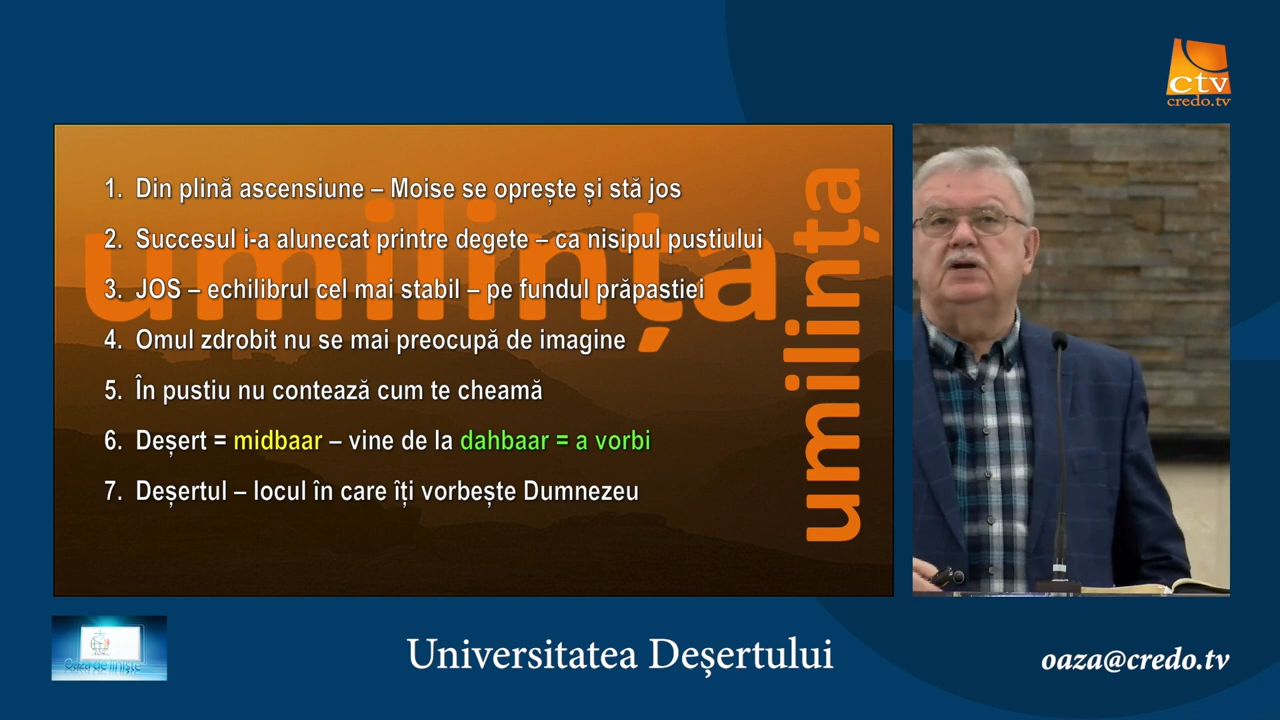 ctv
credo.tv
umilința
umilința
1. Din plină ascensiune – Moise se oprește și stă jos
2. Succesul i-a alunecat printre degete – ca nisipul pustiului
3. JOS – echilibrul cel mai stabil – pe fundul prăpastiei
4. Omul zdrobit nu se mai preocupă de imagine
5. În pustiu nu contează cum te cheamă
6. Deșert = midbaar – vine de la dahbaar = a vorbi
7. Deșertul – locul în care îți vorbește Dumnezeu
Oaza de liniște
Universitatea Deșertului
oaza@credo.tv